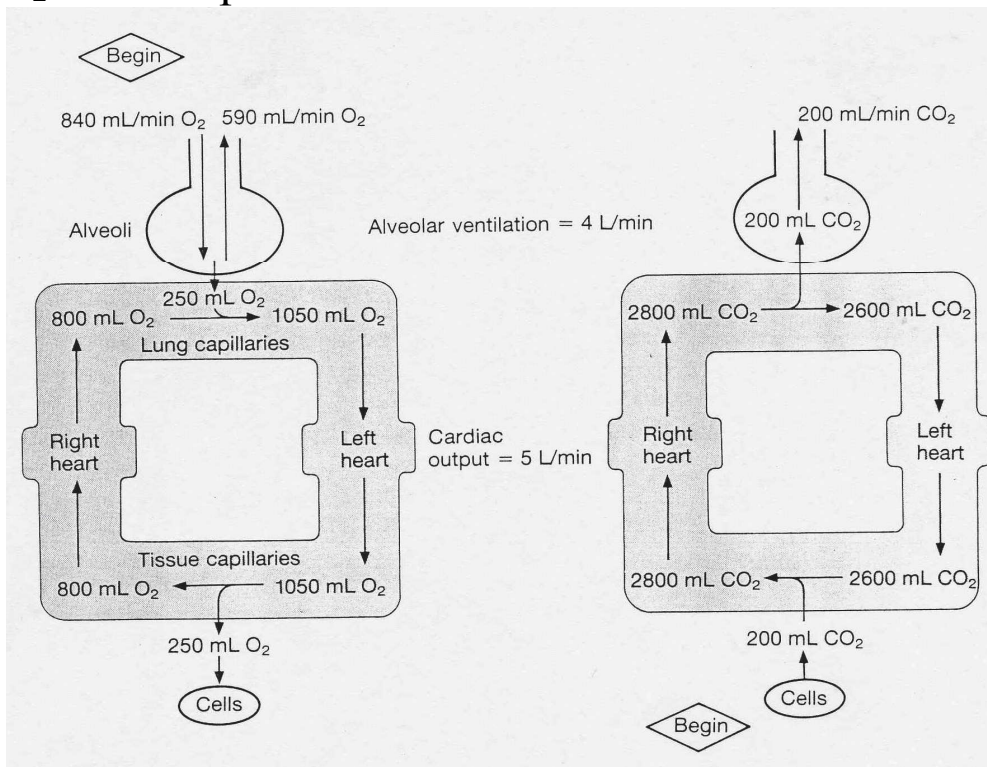 Begin
840 mL/min O₂ 590 mL/min O₂
Alveoli
250 mL O₂
800 mL O₂
1050 mL O₂
Lung capillaries
Right
heart
Left
heart
Tissue capillaries
800 mL O₂
1050 mL O₂
250 mL O₂
Cells
Alveolar ventilation = 4 L/min
Cardiac
output = 5 L/min
200 mL/min CO₂
200 mL CO₂
2800 mL CO₂
2600 mL CO₂
Right
heart
Left
heart
2800 mL CO₂
2600 mL CO₂
200 mL CO₂
Cells
Begin